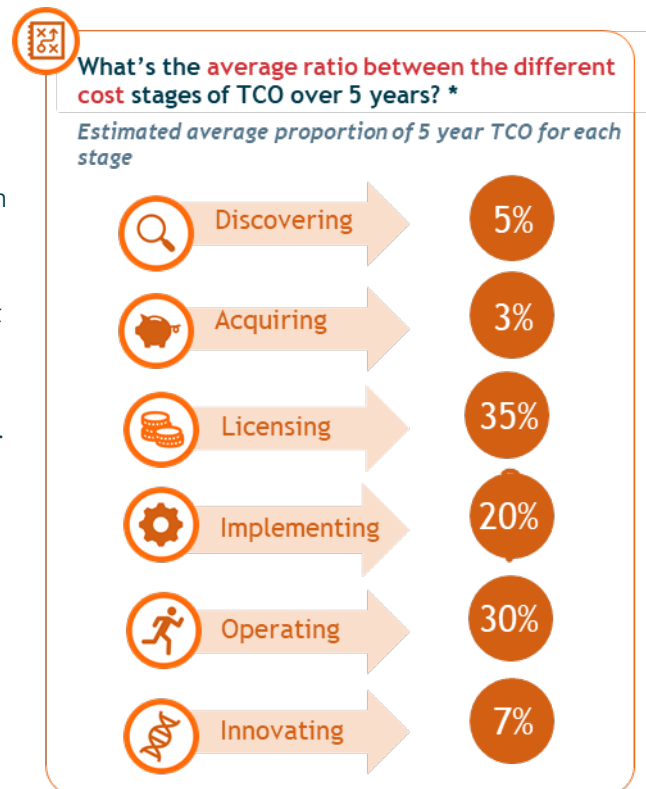 What’s the average ratio between the different
cost stages of TCO over 5 years? *
Estimated average proportion of 5 year TCO for each
stage
Discovering 5%
Acquiring 3%
Licensing 35%
Implementing 20%
Operating 30%
Innovating 7%